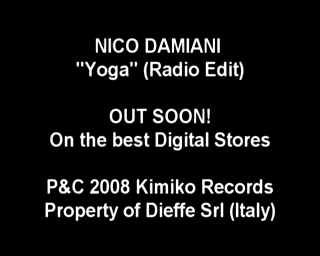 NICO DAMIANI
"Yoga" (Radio Edit)
OUT SOON!
On the best Digital Stores
P&C 2008 Kimiko Records
Property of Dieffe Srl (Italy)